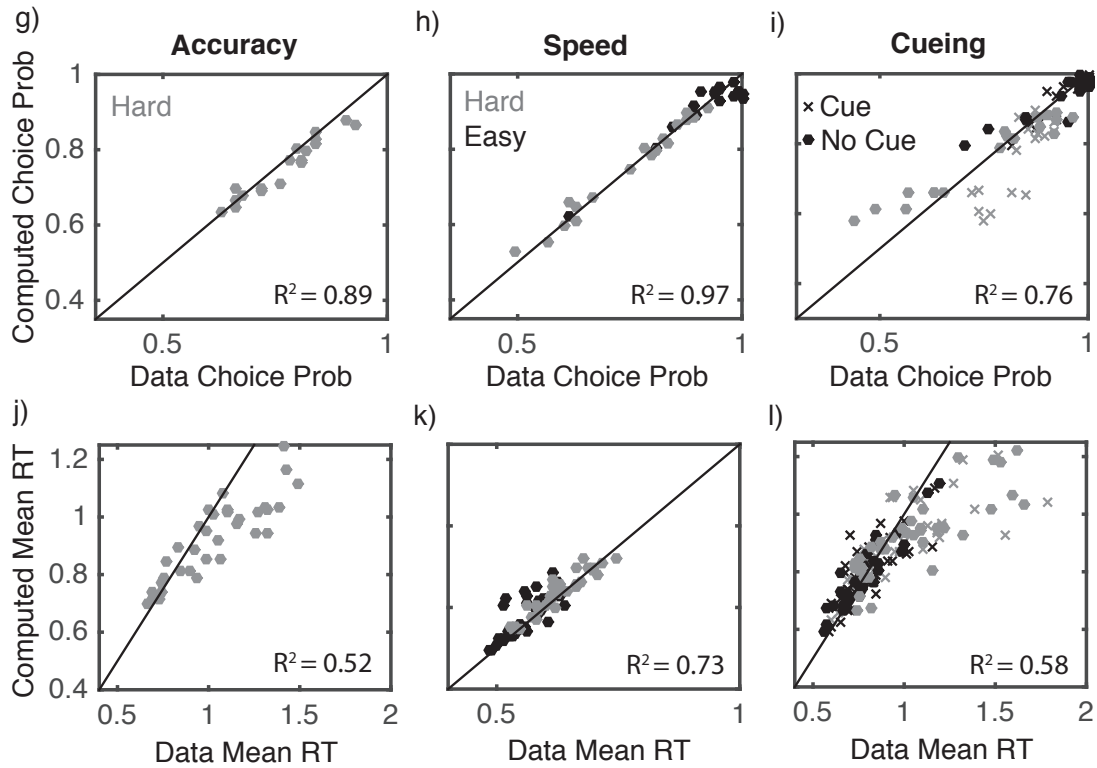 g)
Accuracy
h)
Speed
i)
Cueing
Computed Choice Prob
1
0.8
0.6
0.4
Hard
R² = 0.89
0.5
1
Data Choice Prob
Hard
Easy
R² = 0.97
0.5
1
Data Choice Prob
Cue
No Cue
R² = 0.76
0.5
1
Data Choice Prob
j)
k)
l)
Computed Mean RT
1.2
1
0.8
0.6
0.4
R² = 0.52
0.5
1
1.5
2
Data Mean RT
R² = 0.73
0.5
1
Data Mean RT
R² = 0.58
0.5
1
1.5
2
Data Mean RT